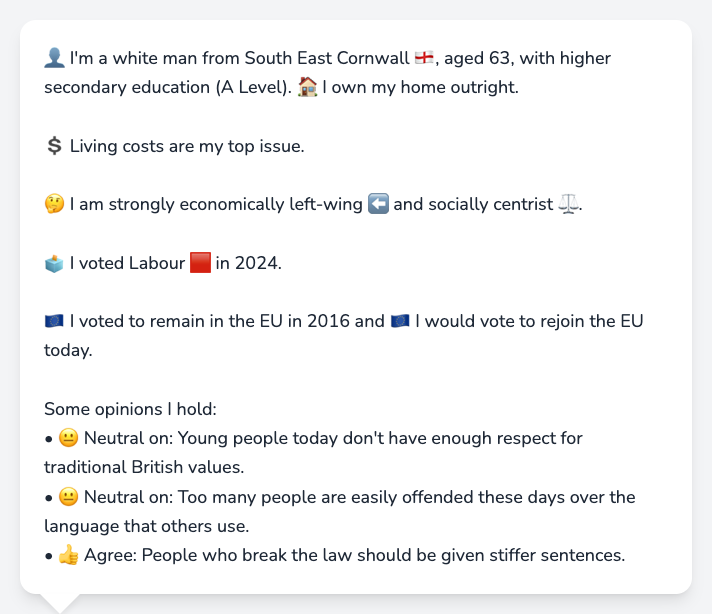 👤 I'm a white man from South East Cornwall 🏴󠁧󠁢󠁥󠁮󠁧󠁿, aged 63, with higher
secondary education (A Level). 🏠 I own my home outright.
💲 Living costs are my top issue.
🤔 I am strongly economically left-wing ⬅️ and socially centrist ⚖️.
🗳️ I voted Labour 🟥 in 2024.
🇪🇺 I voted to remain in the EU in 2016 and 🇪🇺 I would vote to rejoin the EU
today.
Some opinions I hold:
• 😐 Neutral on: Young people today don't have enough respect for
traditional British values.
• 😐 Neutral on: Too many people are easily offended these days over the
language that others use.
• 👍 Agree: People who break the law should be given stiffer sentences.